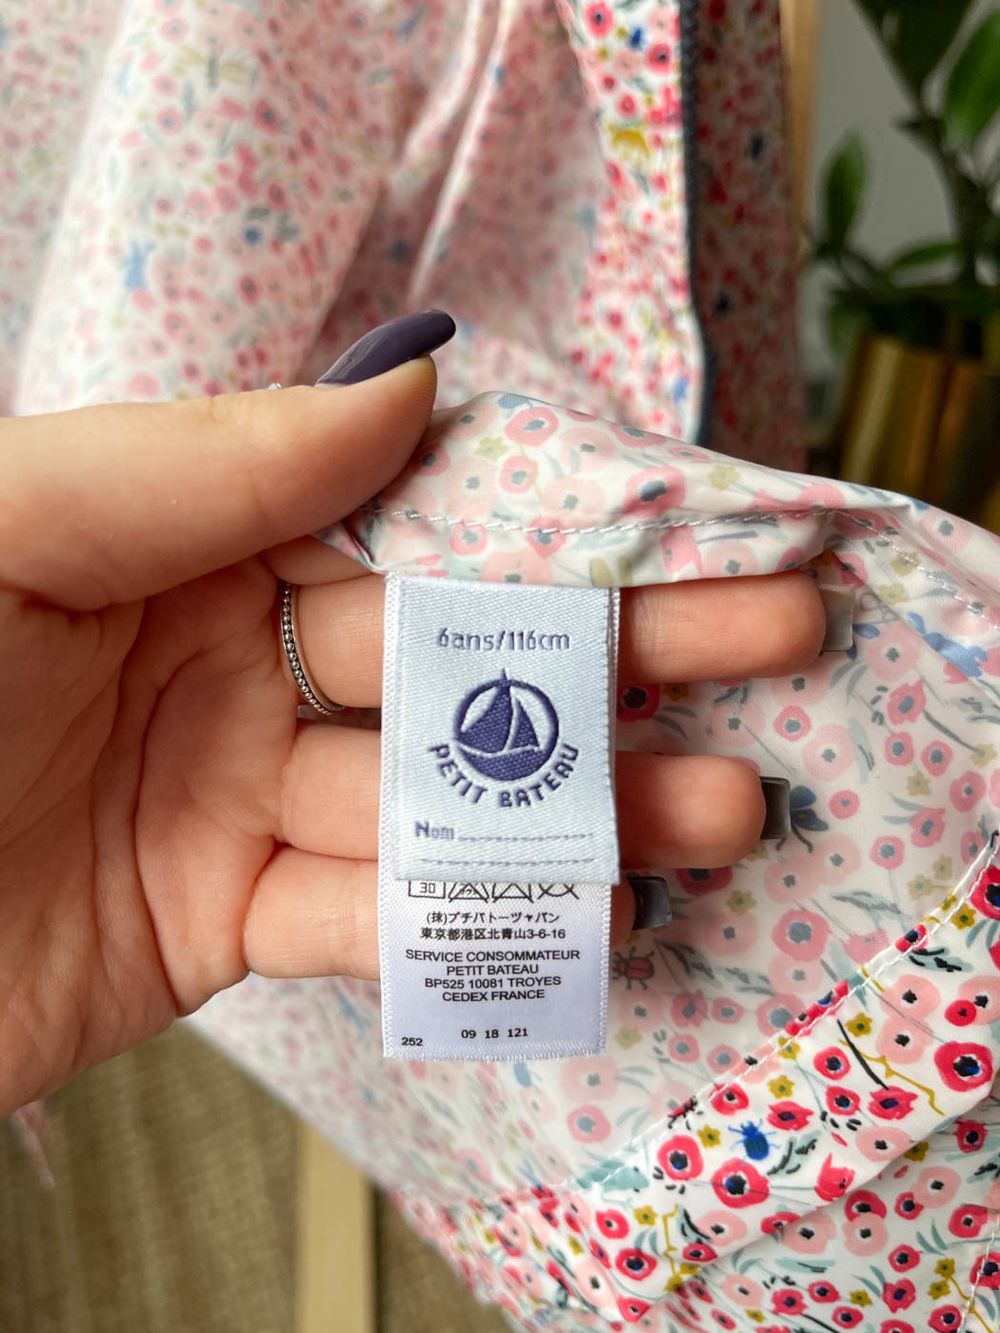 6ans/116cm
PETIT BATEAU
Nom
30
(株)プチバトージャパン
東京都港区北青山3-6-16
SERVICE CONSOMMATEUR
PETIT BATEAU
BP525 10081 TROYES
CEDEX FRANCE
09 18 121
252